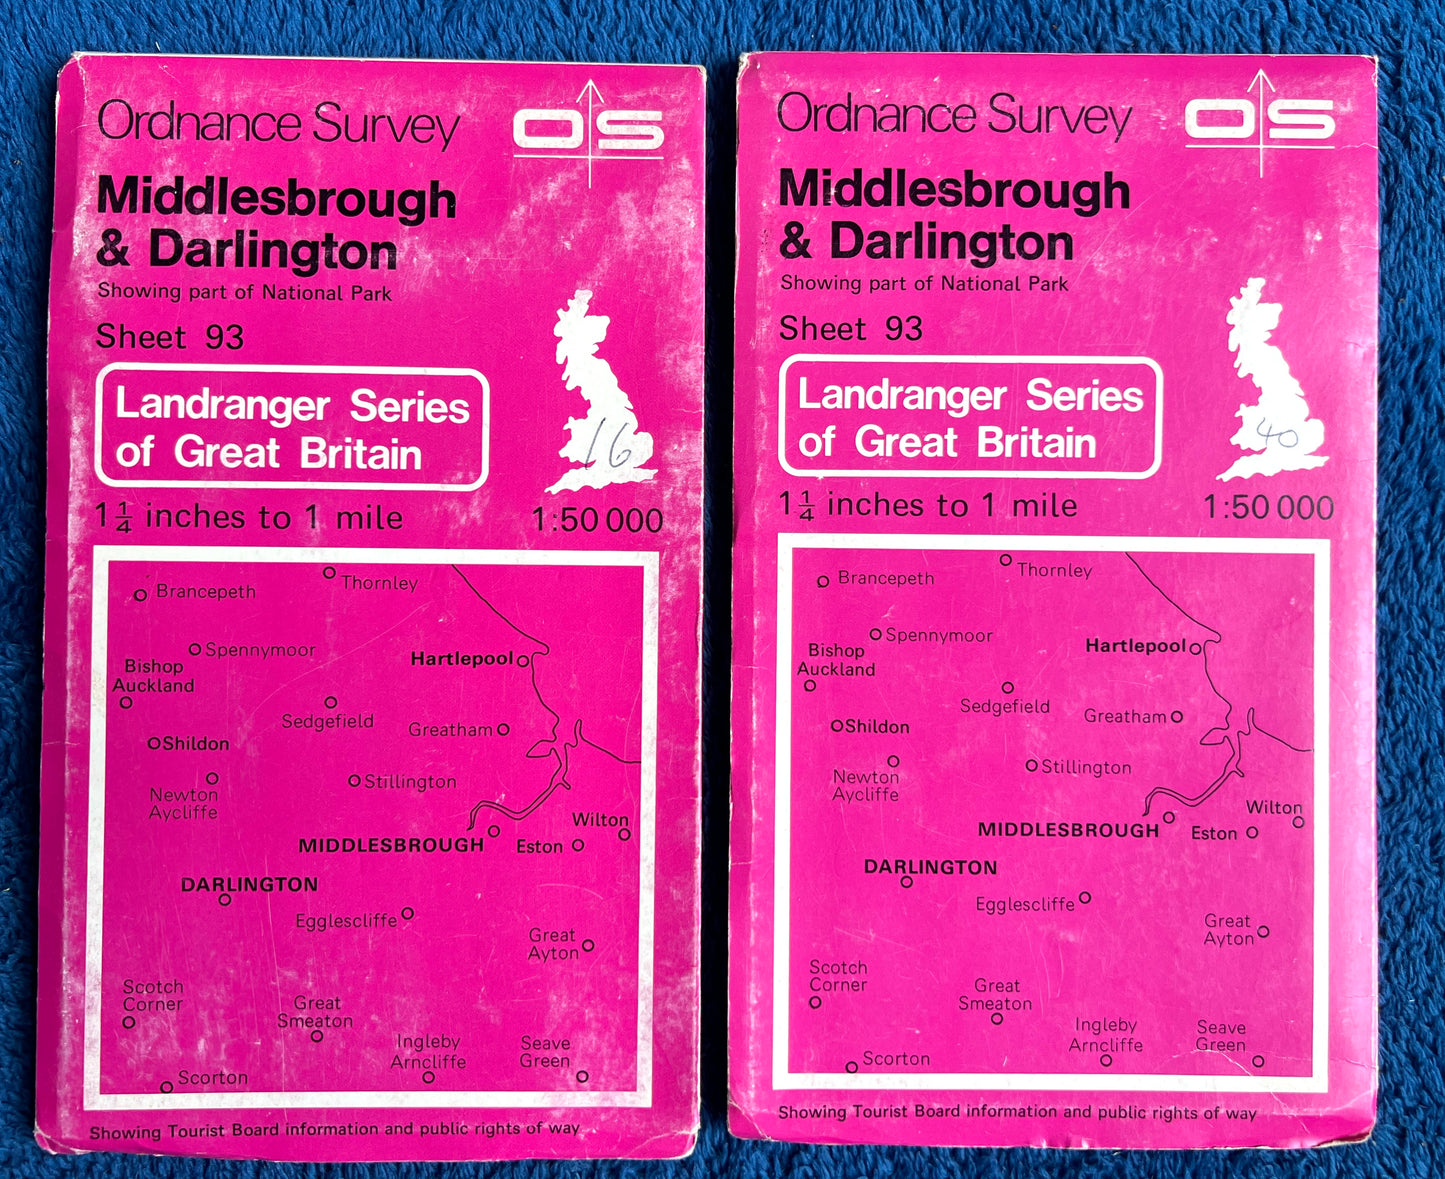 Ordnance Survey
OS
Middlesbrough
& Darlington
Showing part of National Park
Sheet 93
Landranger Series
of Great Britain
16
1 1/4 inches to 1 mile
1:50 000
Brancepeth
Thornley
Spennymoor
Bishop
Auckland
Hartlepool
Sedgefield
Greatham
Shildon
Newton
Aycliffe
Stillington
Wilton
MIDDLESBROUGH
Eston
DARLINGTON
Egglescliffe
Great
Ayton
Scotch
Corner
Great
Smeaton
Ingleby
Arncliffe
Seave
Green
Scorton
Showing Tourist Board information and public rights of way
Ordnance Survey
OS
Middlesbrough
& Darlington
Showing part of National Park
Sheet 93
Landranger Series
of Great Britain
40
1 1/4 inches to 1 mile
1:50 000
Brancepeth
Thornley
Spennymoor
Bishop
Auckland
Hartlepool
Sedgefield
Greatham
Shildon
Newton
Aycliffe
Stillington
Wilton
MIDDLESBROUGH
Eston
DARLINGTON
Egglescliffe
Great
Ayton
Scotch
Corner
Great
Smeaton
Ingleby
Arncliffe
Seave
Green
Scorton
Showing Tourist Board information and public rights of way